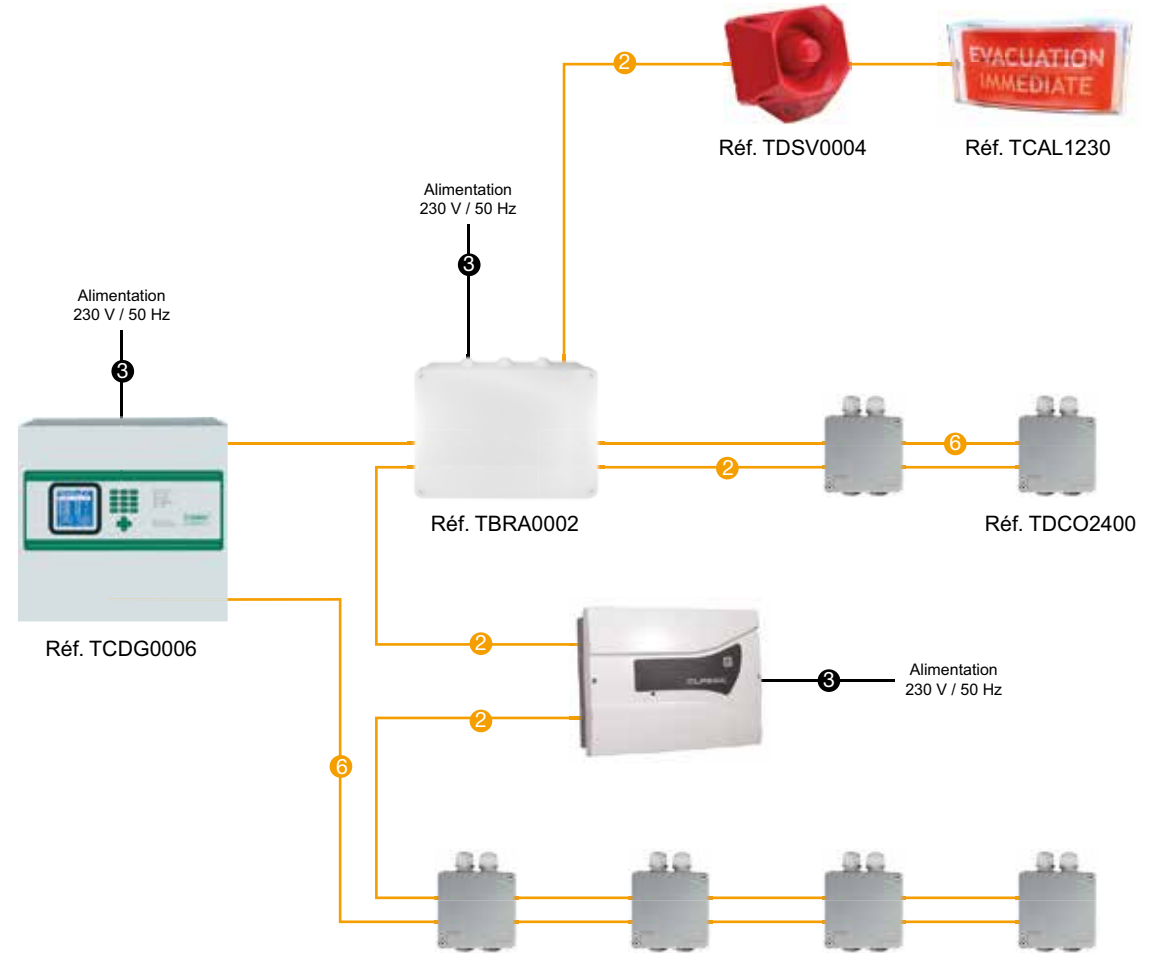 2
EVACUATION
IMMEDIATE
Réf. TDSV0004
Réf. TCAL1230
Alimentation
230 V / 50 Hz
3
Alimentation
230 V / 50 Hz
3
6
2
Réf. TBRA0002
Réf. TDCO2400
Réf. TCDG0006
2
3
Alimentation
230 V / 50 Hz
2
6